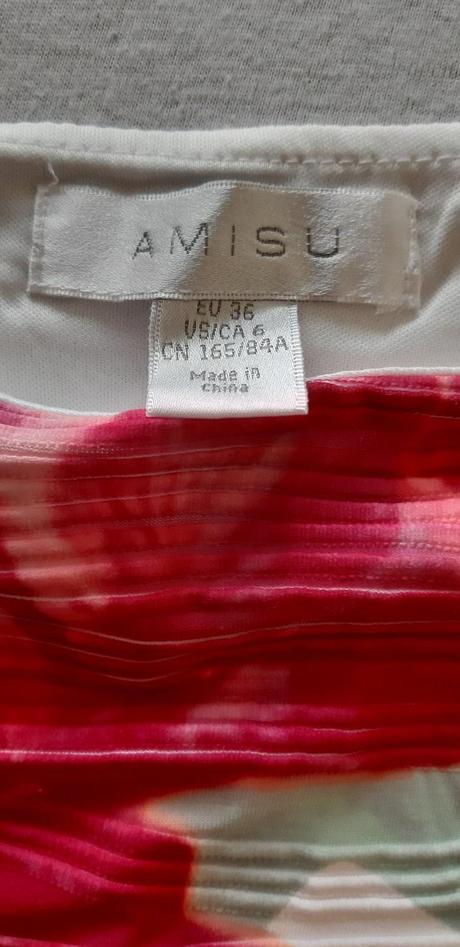 AMISU
EU 36
US/CA 6
CN 165/84A
Made in
China